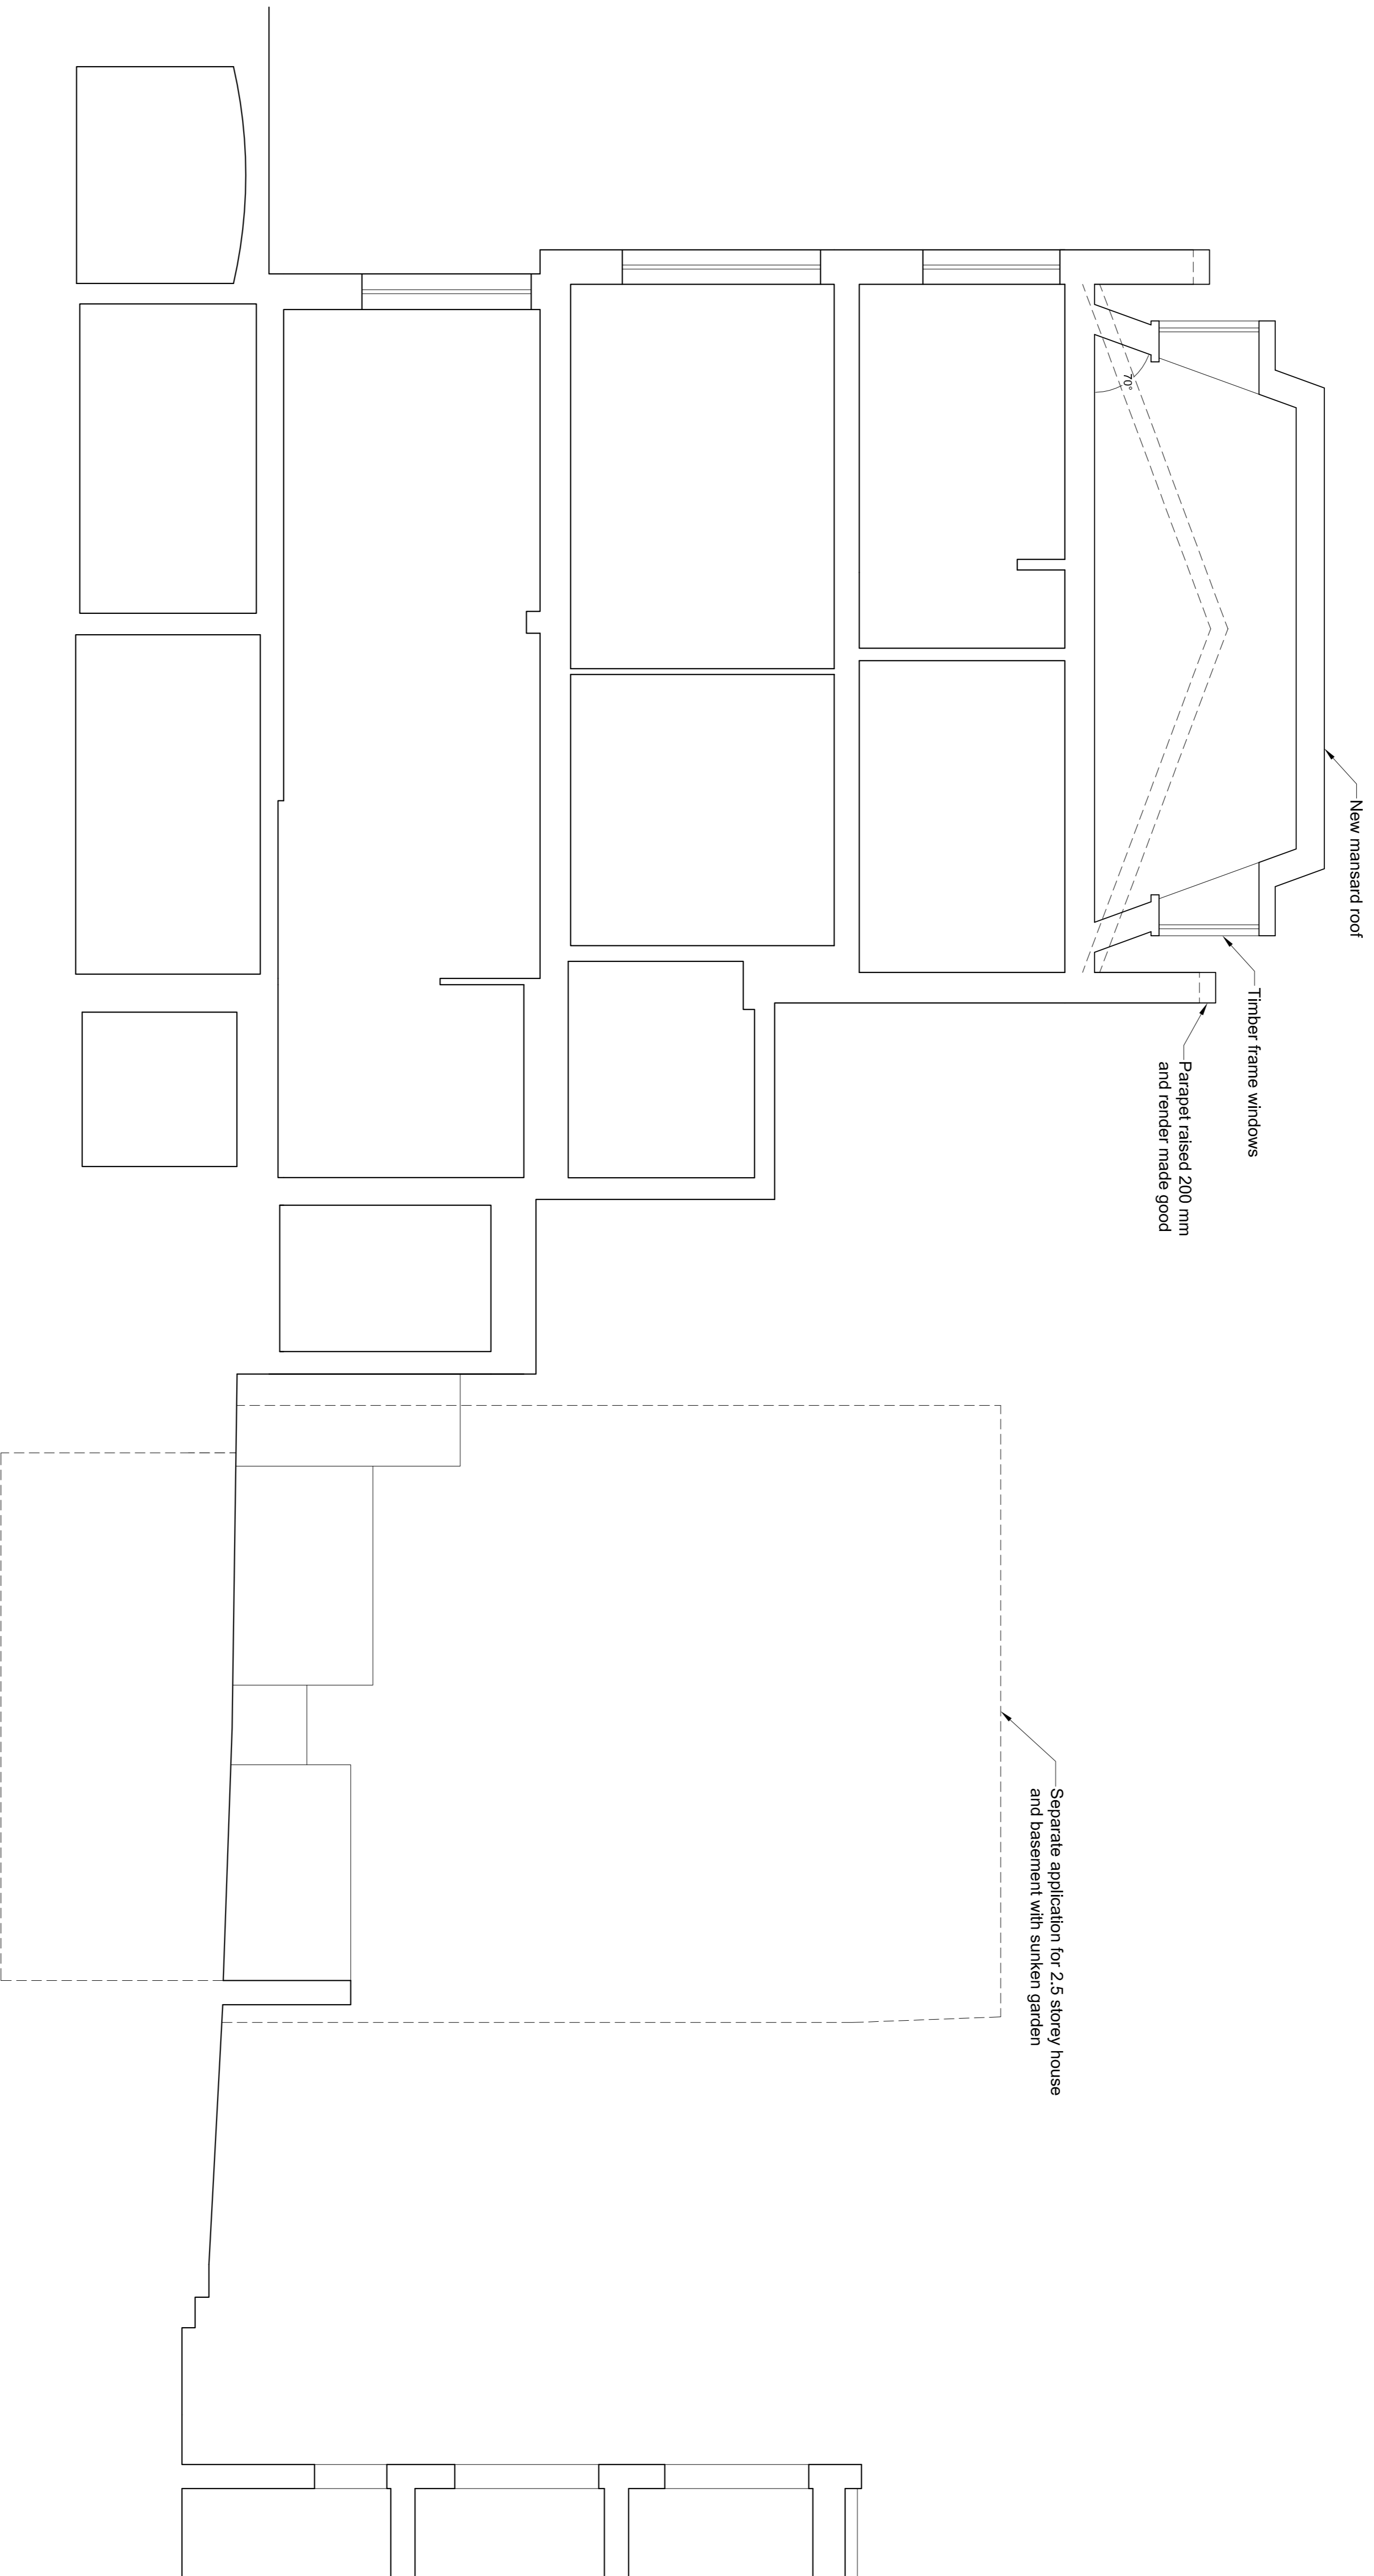 New mansard roof
Timber frame windows
Parapet raised 200 mm
and render made good
70°
Separate application for 2.5 storey house
and basement with sunken garden